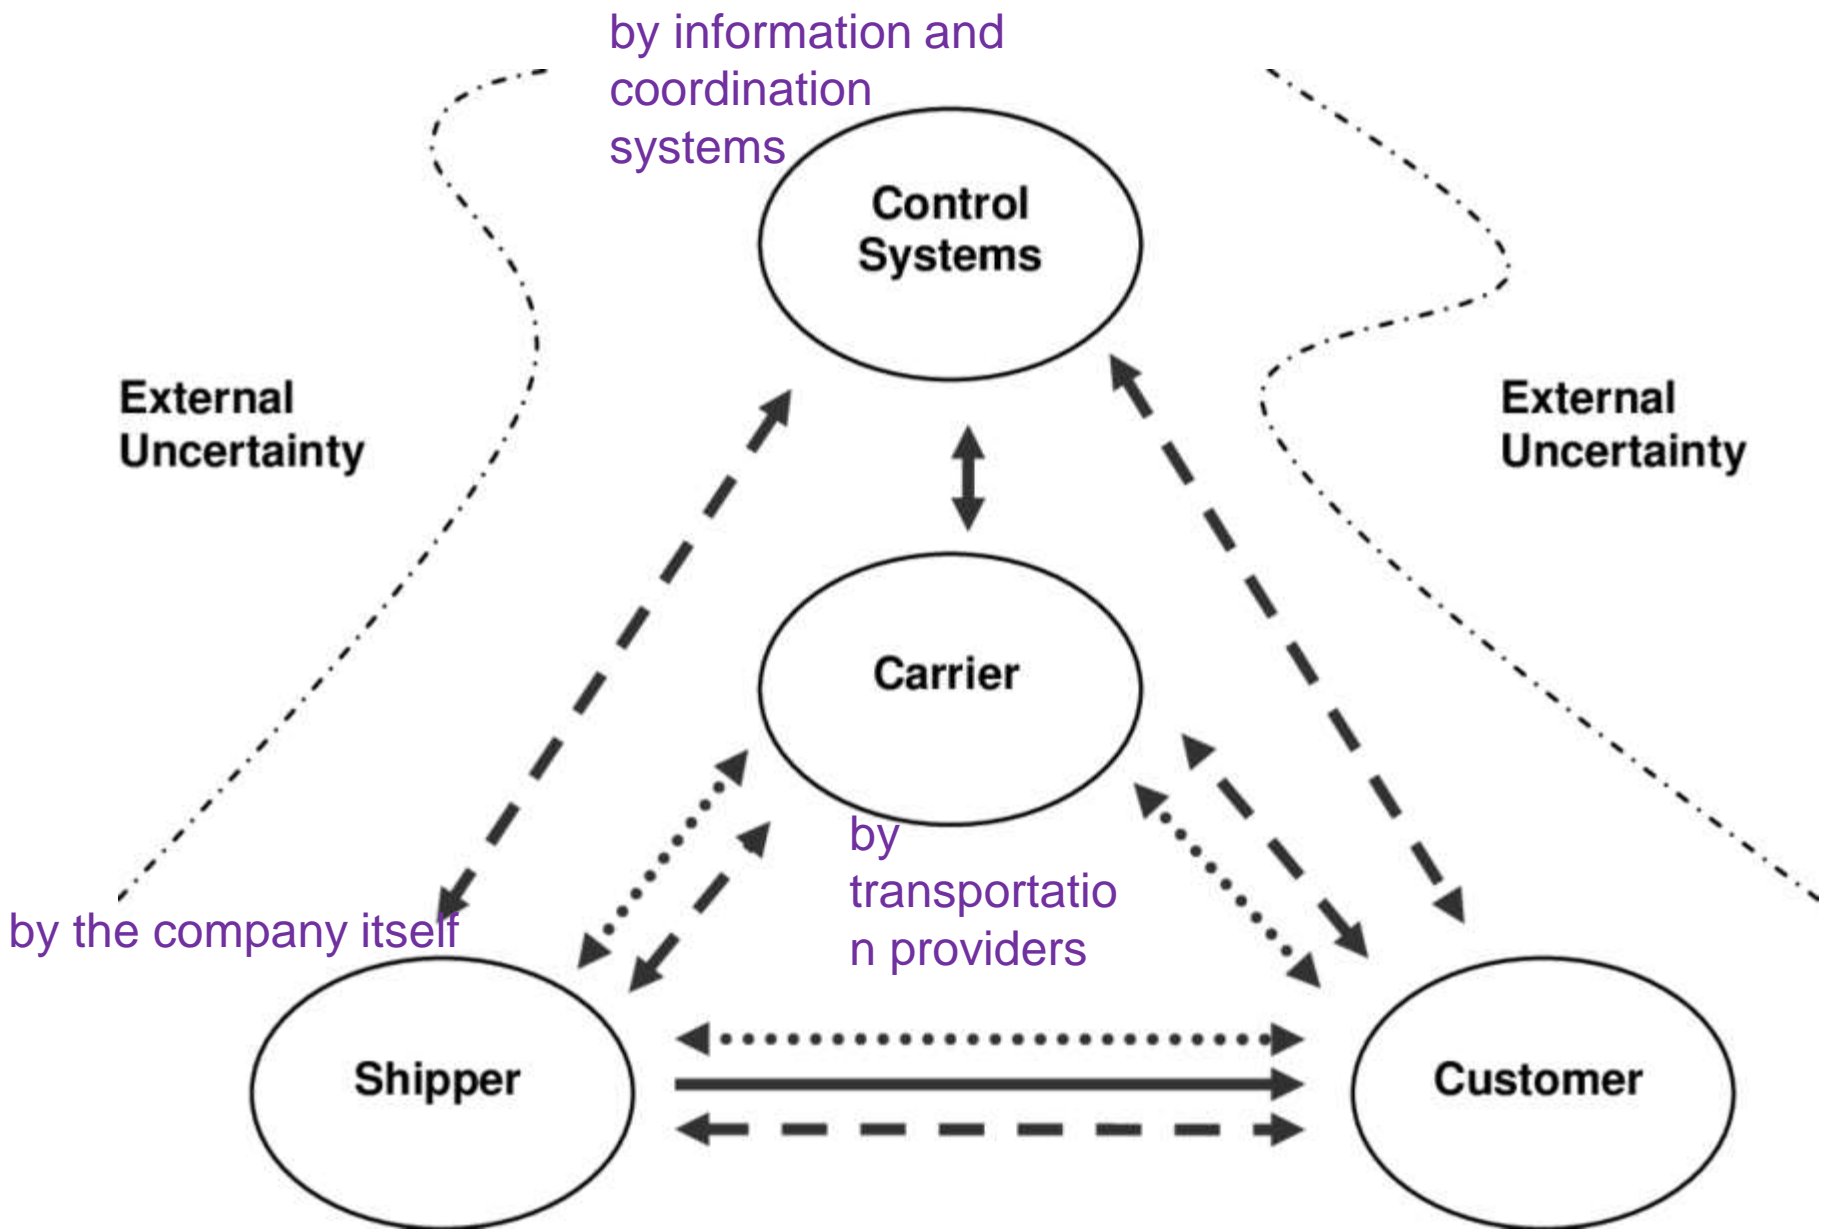 by information and
coordination
systems
Control
Systems
External
Uncertainty
External
Uncertainty
Carrier
by
transportatio
n providers
by the company itself
Shipper
Customer